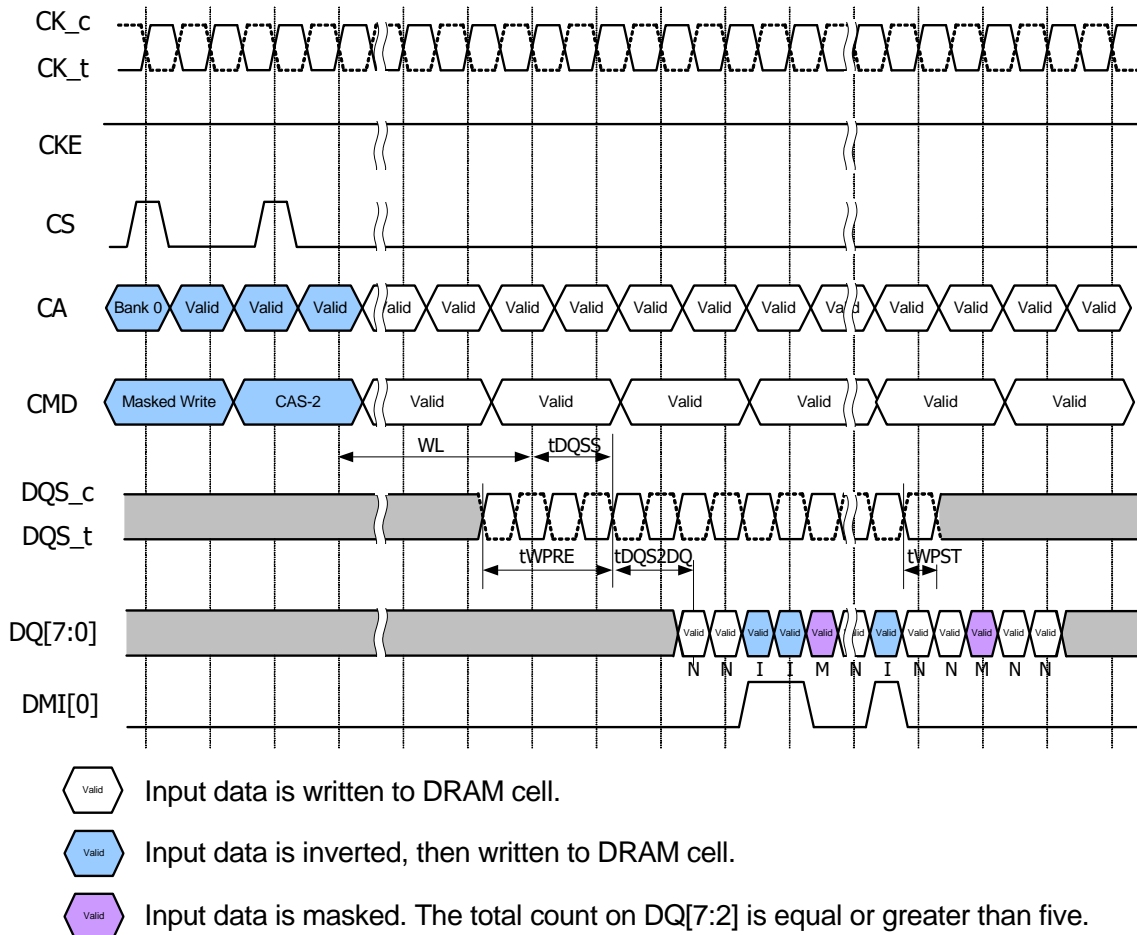 CK_c
CK_t
CKE
CS
CA Bank 0 Valid Valid Valid alid Valid Valid Valid Valid Valid Valid Valid Valid Valid Valid Valid
CMD Masked Write CAS-2 Valid Valid Valid Valid Valid Valid
WL tDQSS
DQS_c
DQS_t
tWPRE tDQS2DQ tWPST
DQ[7:0] Valid Valid Valid Valid Valid Valid Valid Valid Valid Valid Valid Valid
N N I I M N I N N M N N
DMI[0]
Valid Input data is written to DRAM cell.
Valid Input data is inverted, then written to DRAM cell.
Valid Input data is masked. The total count on DQ[7:2] is equal or greater than five.